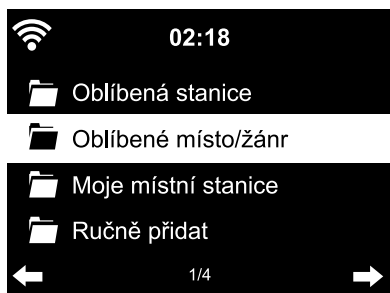 02:18
Oblíbená stanice
Oblíbené místo/žánr
Moje místní stanice
Ručně přidat
1/4